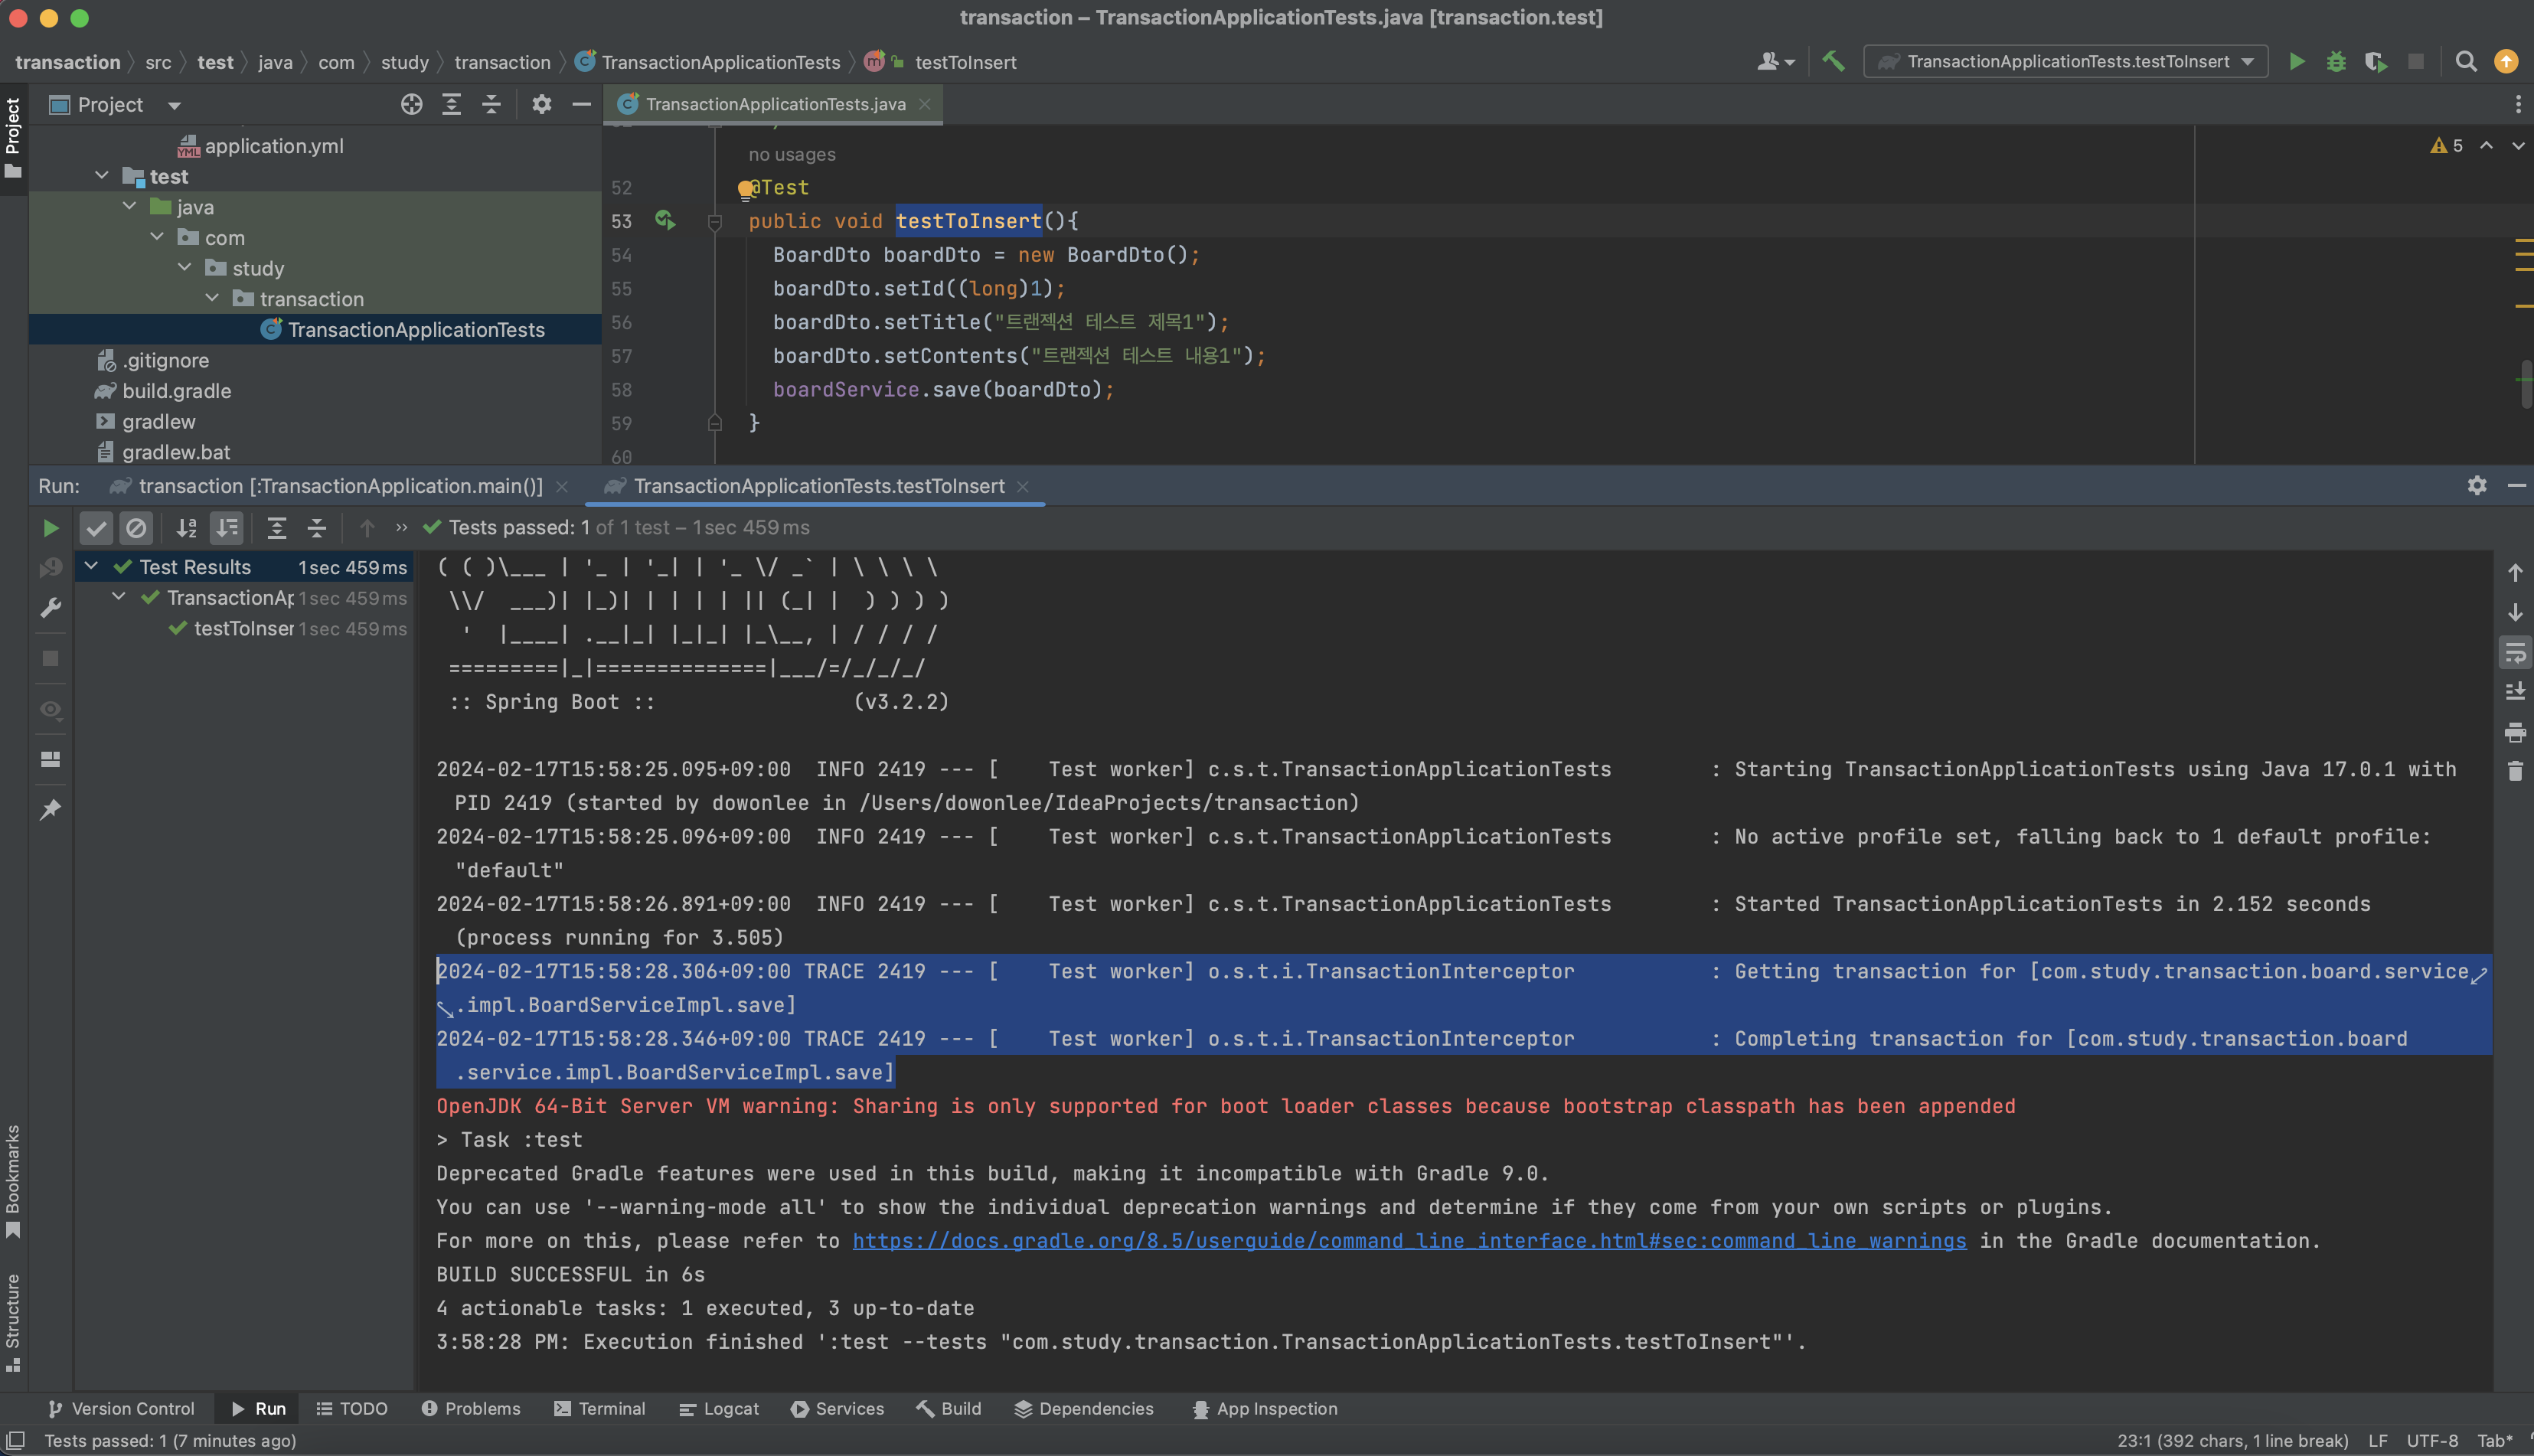 transaction – TransactionApplicationTests.java [transaction.test]
transaction src test java com study transaction TransactionApplicationTests testToInsert
TransactionApplicationTests.testToInsert
Project
Project
TransactionApplicationTests.java
application.yml
test
java
com
study
transaction
TransactionApplicationTests
.gitignore
build.gradle
gradlew
gradlew.bat
no usages
5
52 @Test
53 public void testToInsert(){
54 BoardDto boardDto = new BoardDto();
55 boardDto.setId((long)1);
56 boardDto.setTitle("트랜젝션 테스트 제목1");
57 boardDto.setContents("트랜젝션 테스트 내용1");
58 boardService.save(boardDto);
59 }
60
Run: transaction [:TransactionApplication.main()] TransactionApplicationTests.testToInsert
Tests passed: 1 of 1 test – 1 sec 459 ms
Test Results 1 sec 459 ms
TransactionAp 1 sec 459 ms
testToInser 1 sec 459 ms
( ( )\___ | '_ | '_| | '_ \/ _` | \ \ \ \
\\/  ___)| |_)| | | | | || (_| |  ) ) ) )
'  |____| .__|_| |_|_| |_\__, | / / / /
=========|_|==============|___/=/_/_/_/
:: Spring Boot :: (v3.2.2)
2024-02-17T15:58:25.095+09:00  INFO 2419 --- [    Test worker] c.s.t.TransactionApplicationTests        : Starting TransactionApplicationTests using Java 17.0.1 with
PID 2419 (started by dowonlee in /Users/dowonlee/IdeaProjects/transaction)
2024-02-17T15:58:25.096+09:00  INFO 2419 --- [    Test worker] c.s.t.TransactionApplicationTests        : No active profile set, falling back to 1 default profile:
"default"
2024-02-17T15:58:26.891+09:00  INFO 2419 --- [    Test worker] c.s.t.TransactionApplicationTests        : Started TransactionApplicationTests in 2.152 seconds
(process running for 3.505)
2024-02-17T15:58:28.306+09:00 TRACE 2419 --- [    Test worker] o.s.t.i.TransactionInterceptor           : Getting transaction for [com.study.transaction.board.service
.impl.BoardServiceImpl.save]
2024-02-17T15:58:28.346+09:00 TRACE 2419 --- [    Test worker] o.s.t.i.TransactionInterceptor           : Completing transaction for [com.study.transaction.board
.service.impl.BoardServiceImpl.save]
OpenJDK 64-Bit Server VM warning: Sharing is only supported for boot loader classes because bootstrap classpath has been appended
> Task :test
Deprecated Gradle features were used in this build, making it incompatible with Gradle 9.0.
You can use '--warning-mode all' to show the individual deprecation warnings and determine if they come from your own scripts or plugins.
For more on this, please refer to https://docs.gradle.org/8.5/userguide/command_line_interface.html#sec:command_line_warnings in the Gradle documentation.
BUILD SUCCESSFUL in 6s
4 actionable tasks: 1 executed, 3 up-to-date
3:58:28 PM: Execution finished ':test --tests "com.study.transaction.TransactionApplicationTests.testToInsert"'.
Bookmarks
Structure
Version Control Run TODO Problems Terminal Logcat Services Build Dependencies App Inspection
Tests passed: 1 (7 minutes ago) 23:1 (392 chars, 1 line break) LF UTF-8 Tab*